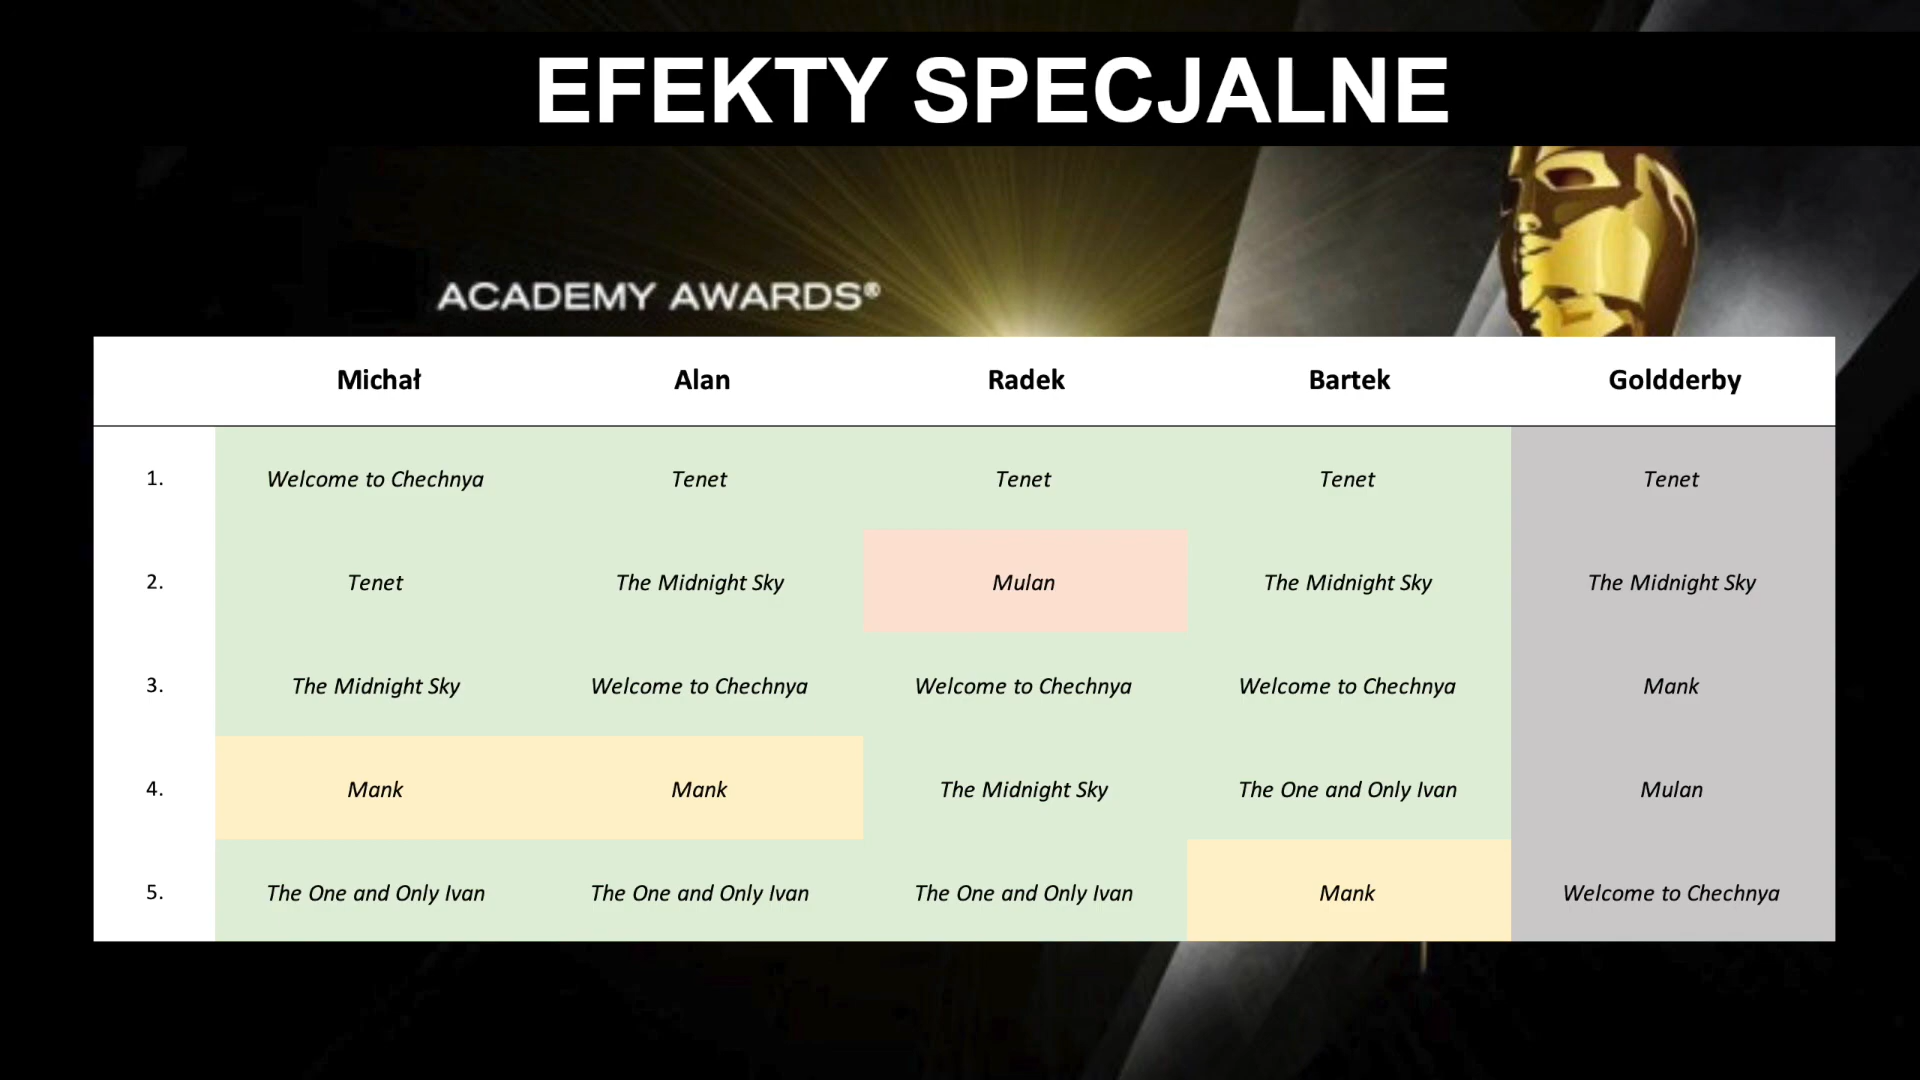 EFEKTY SPECJALNE
ACADEMY AWARDS®
Michał Alan Radek Bartek Goldderby
1. Welcome to Chechnya Tenet Tenet Tenet Tenet
2. Tenet The Midnight Sky Mulan The Midnight Sky The Midnight Sky
3. The Midnight Sky Welcome to Chechnya Welcome to Chechnya Welcome to Chechnya Mank
4. Mank Mank The Midnight Sky The One and Only Ivan Mulan
5. The One and Only Ivan The One and Only Ivan The One and Only Ivan Mank Welcome to Chechnya